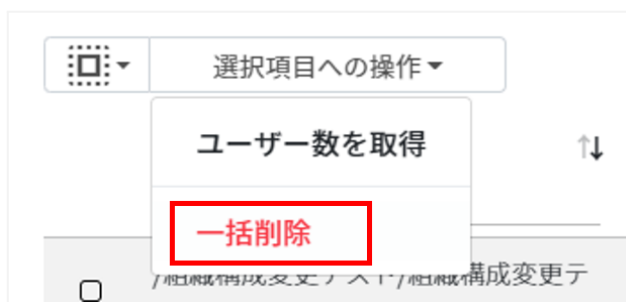 選択項目への操作
ユーザー数を取得
一括削除
/組織構成変更テスト/組織構成変更テ